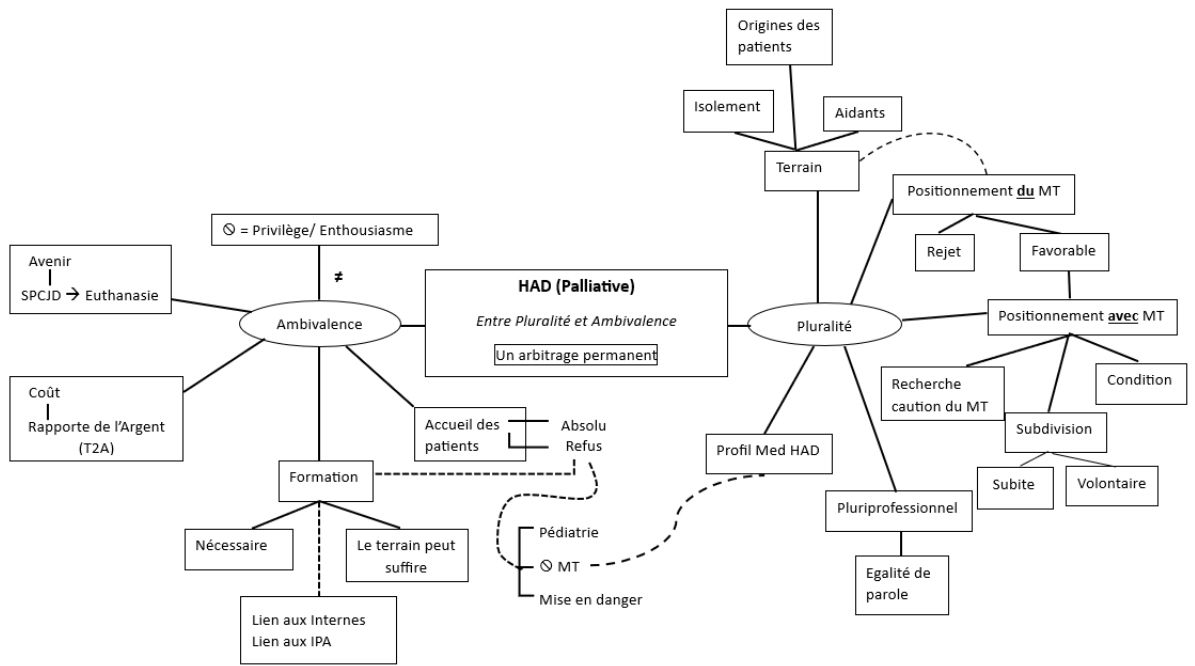 Origines des
patients
Isolement
Aidants
Terrain
Positionnement du MT
Rejet
Favorable
Positionnement avec MT
Recherche
caution du MT
Condition
Subdivision
Subite
Volontaire
🛇 = Privilège/ Enthousiasme
≠
Avenir
SPCJD → Euthanasie
Ambivalence
HAD (Palliative)
Entre Pluralité et Ambivalence
Un arbitrage permanent
Pluralité
Coût
Rapporte de l’Argent
(T2A)
Accueil des
patients
Absolu
Refus
Formation
Nécessaire
Le terrain peut
suffire
Lien aux Internes
Lien aux IPA
Pédiatrie
🛇 MT
Mise en danger
Profil Med HAD
Pluriprofessionnel
Egalité de
parole